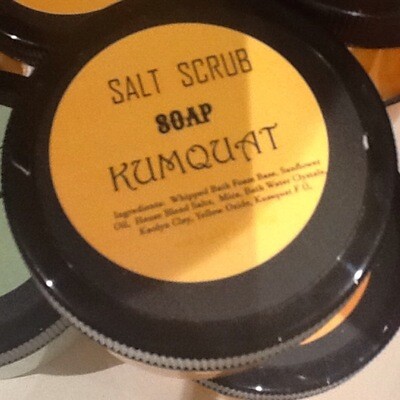 SALT SCRUB
SOAP
KUMQUAT
Ingredients: Whipped Bath Foam Base, Sunflower
Oil, House Blend Salts, Mica, Bath Water Crystals,
Kaolin Clay, Yellow Oxide, Kumquat F O,